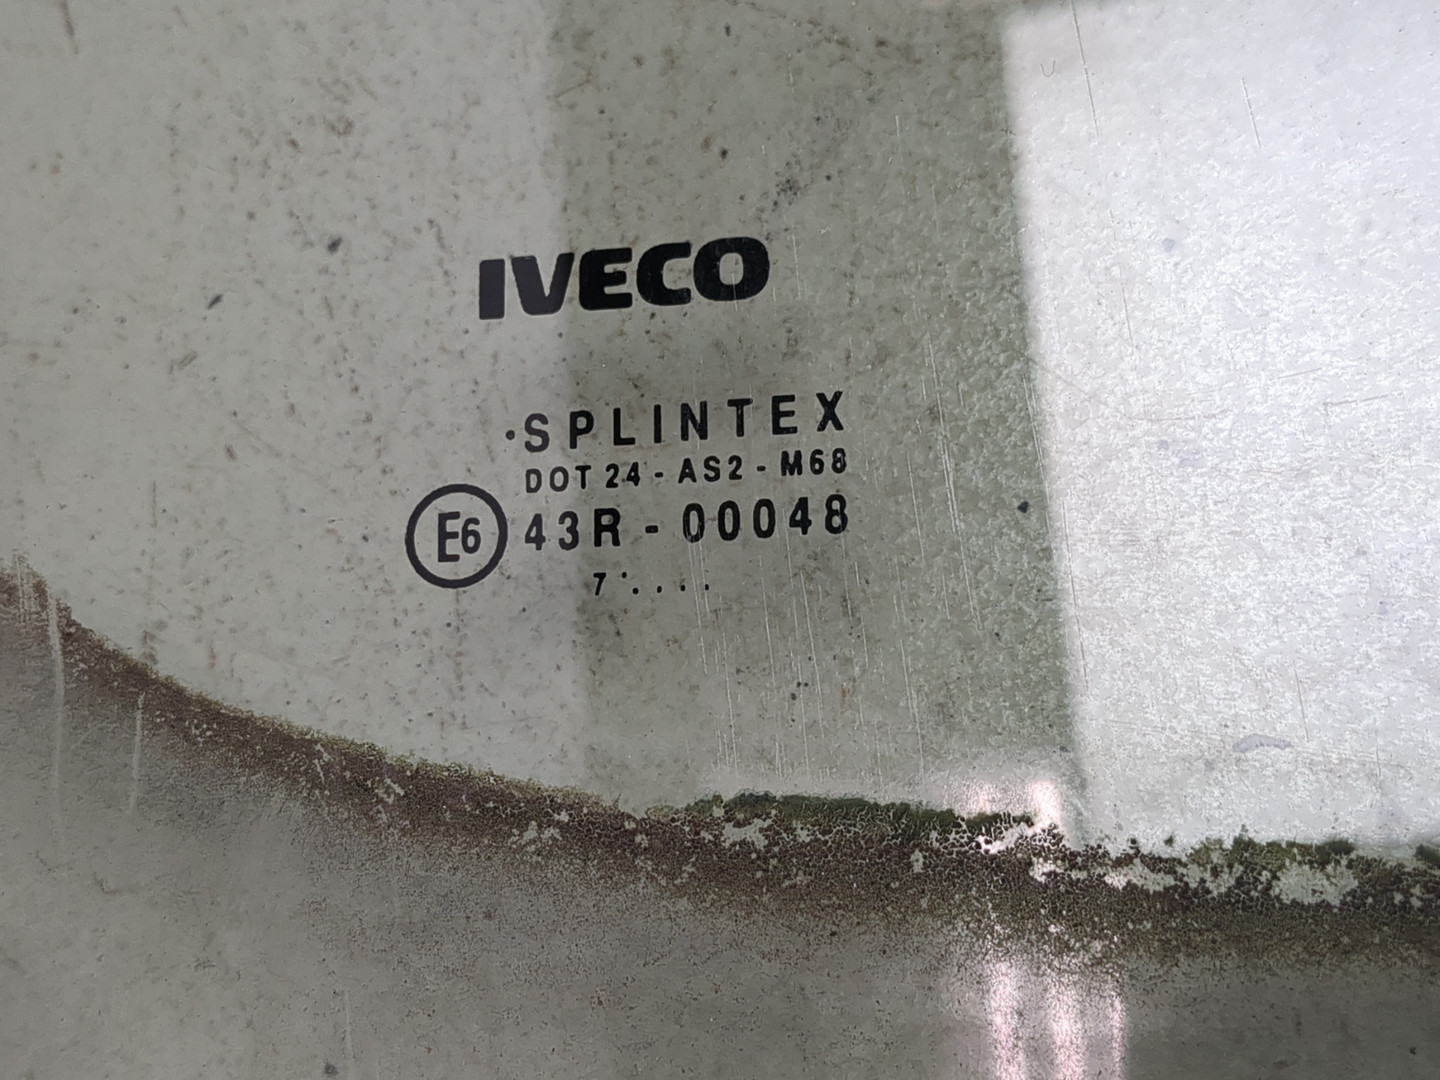 IVECO
·SPLINTEX
DOT 24 - AS2 - M68
E6 43R - 00048
7 '. . . .